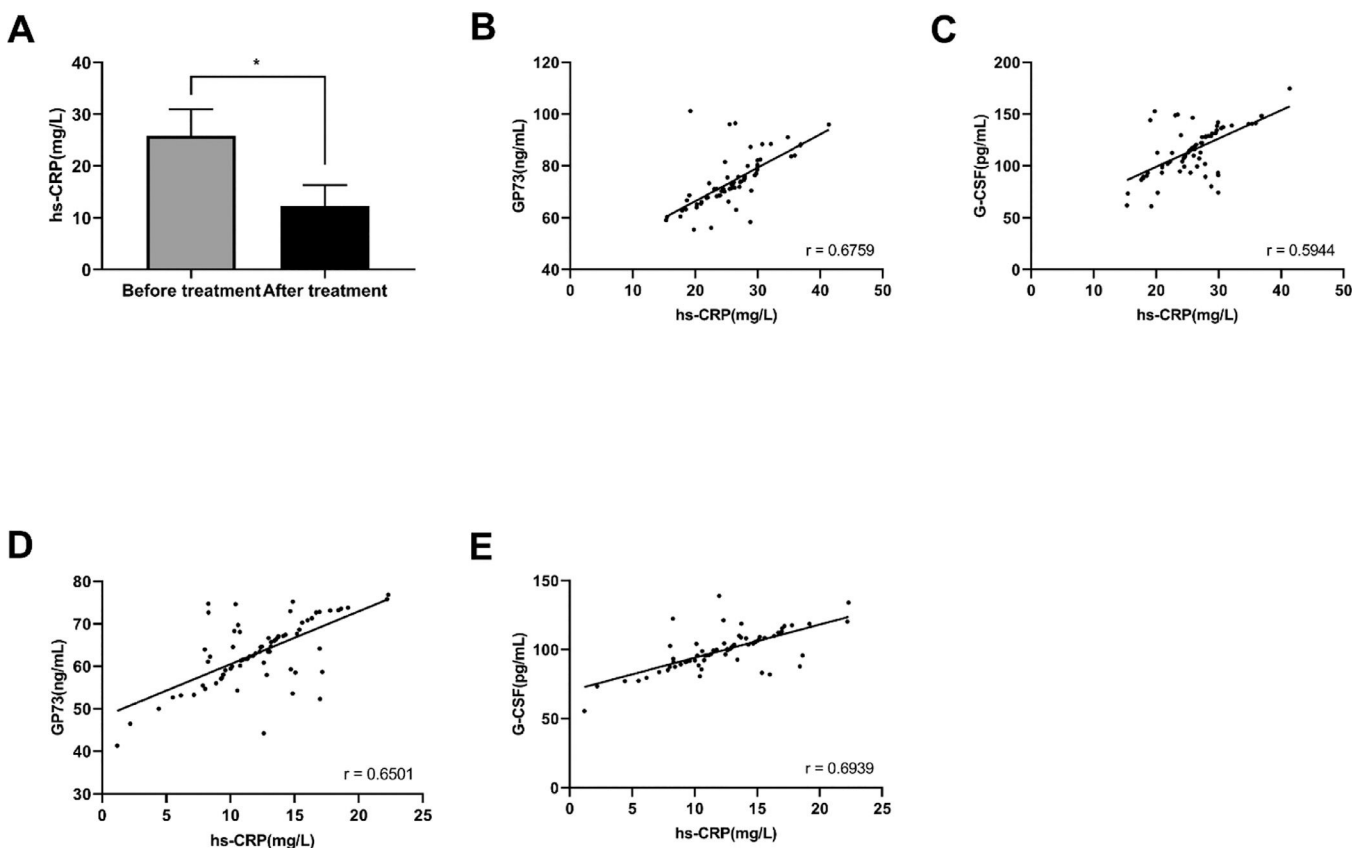 A
hs-CRP(mg/L)
40
30
20
10
0
*
Before treatment After treatment
B
GP73(ng/mL)
120
100
80
60
40
r = 0.6759
0 10 20 30 40 50
hs-CRP(mg/L)
C
G-CSF(pg/mL)
200
150
100
50
0
r = 0.5944
0 10 20 30 40 50
hs-CRP(mg/L)
D
GP73(ng/mL)
80
70
60
50
40
30
r = 0.6501
0 5 10 15 20 25
hs-CRP(mg/L)
E
G-CSF(pg/mL)
150
100
50
0
r = 0.6939
0 5 10 15 20 25
hs-CRP(mg/L)